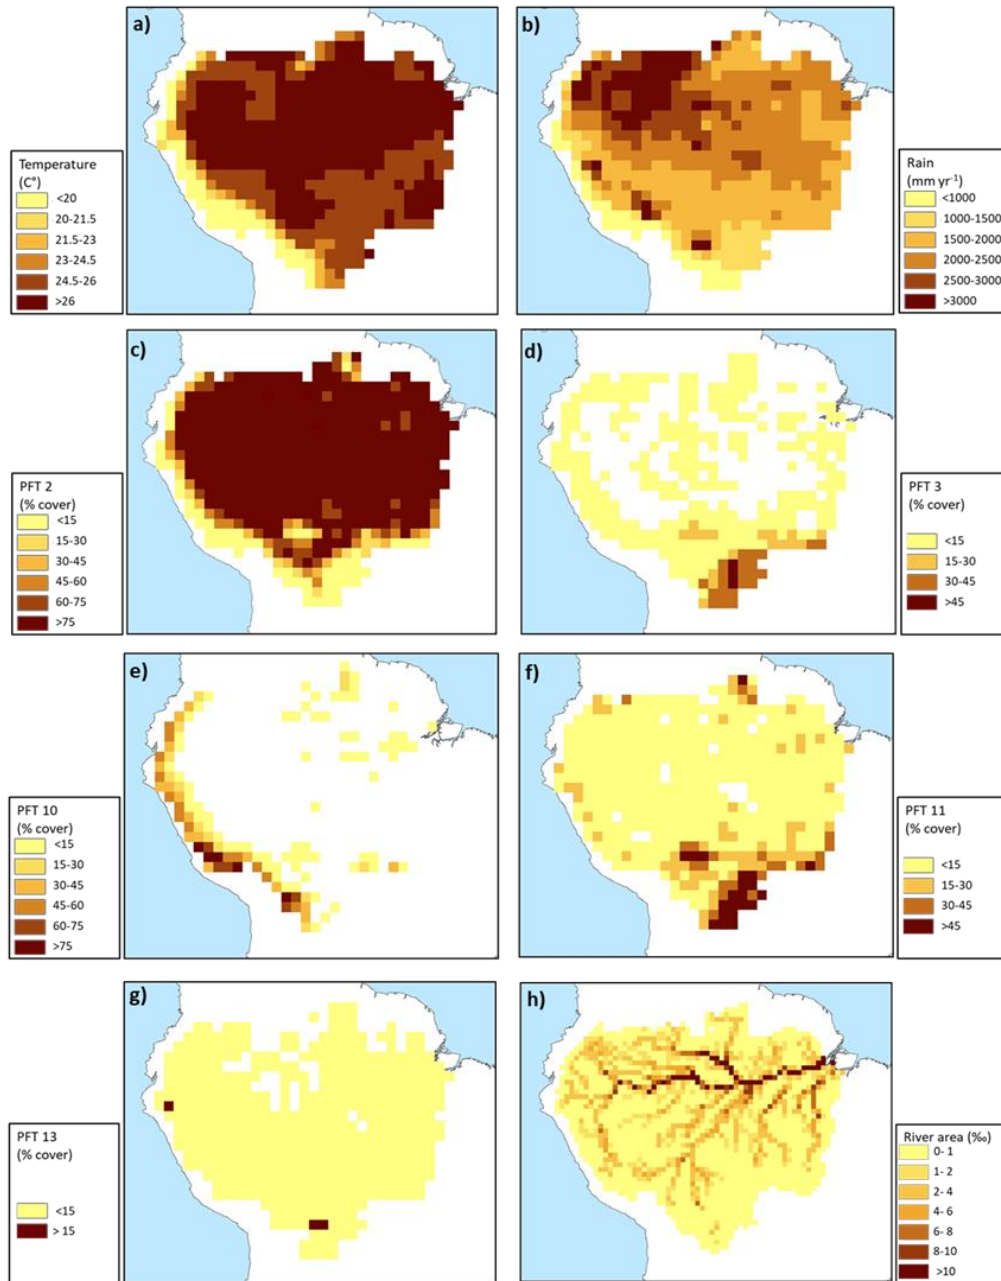 a)
b)
Temperature
(C°)
<20
20-21.5
21.5-23
23-24.5
24.5-26
>26
Rain
(mm yr-1)
<1000
1000-1500
1500-2000
2000-2500
2500-3000
>3000
c)
d)
PFT 2
(% cover)
<15
15-30
30-45
45-60
60-75
>75
PFT 3
(% cover)
<15
15-30
30-45
>45
e)
f)
PFT 10
(% cover)
<15
15-30
30-45
45-60
60-75
>75
PFT 11
(% cover)
<15
15-30
30-45
>45
g)
h)
PFT 13
(% cover)
<15
> 15
River area (‰)
0- 1
1- 2
2- 4
4- 6
6- 8
8-10
>10